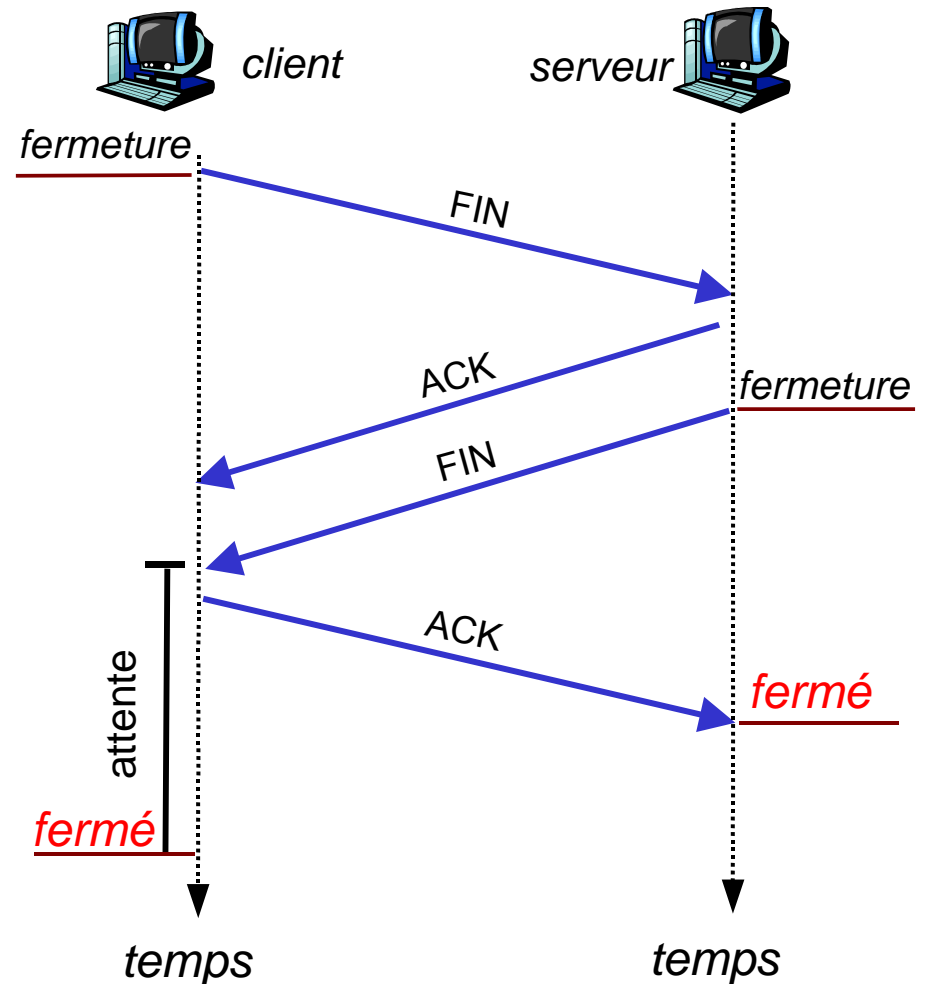 client
serveur
fermeture
FIN
ACK
fermeture
FIN
ACK
attente
fermé
fermé
temps
temps